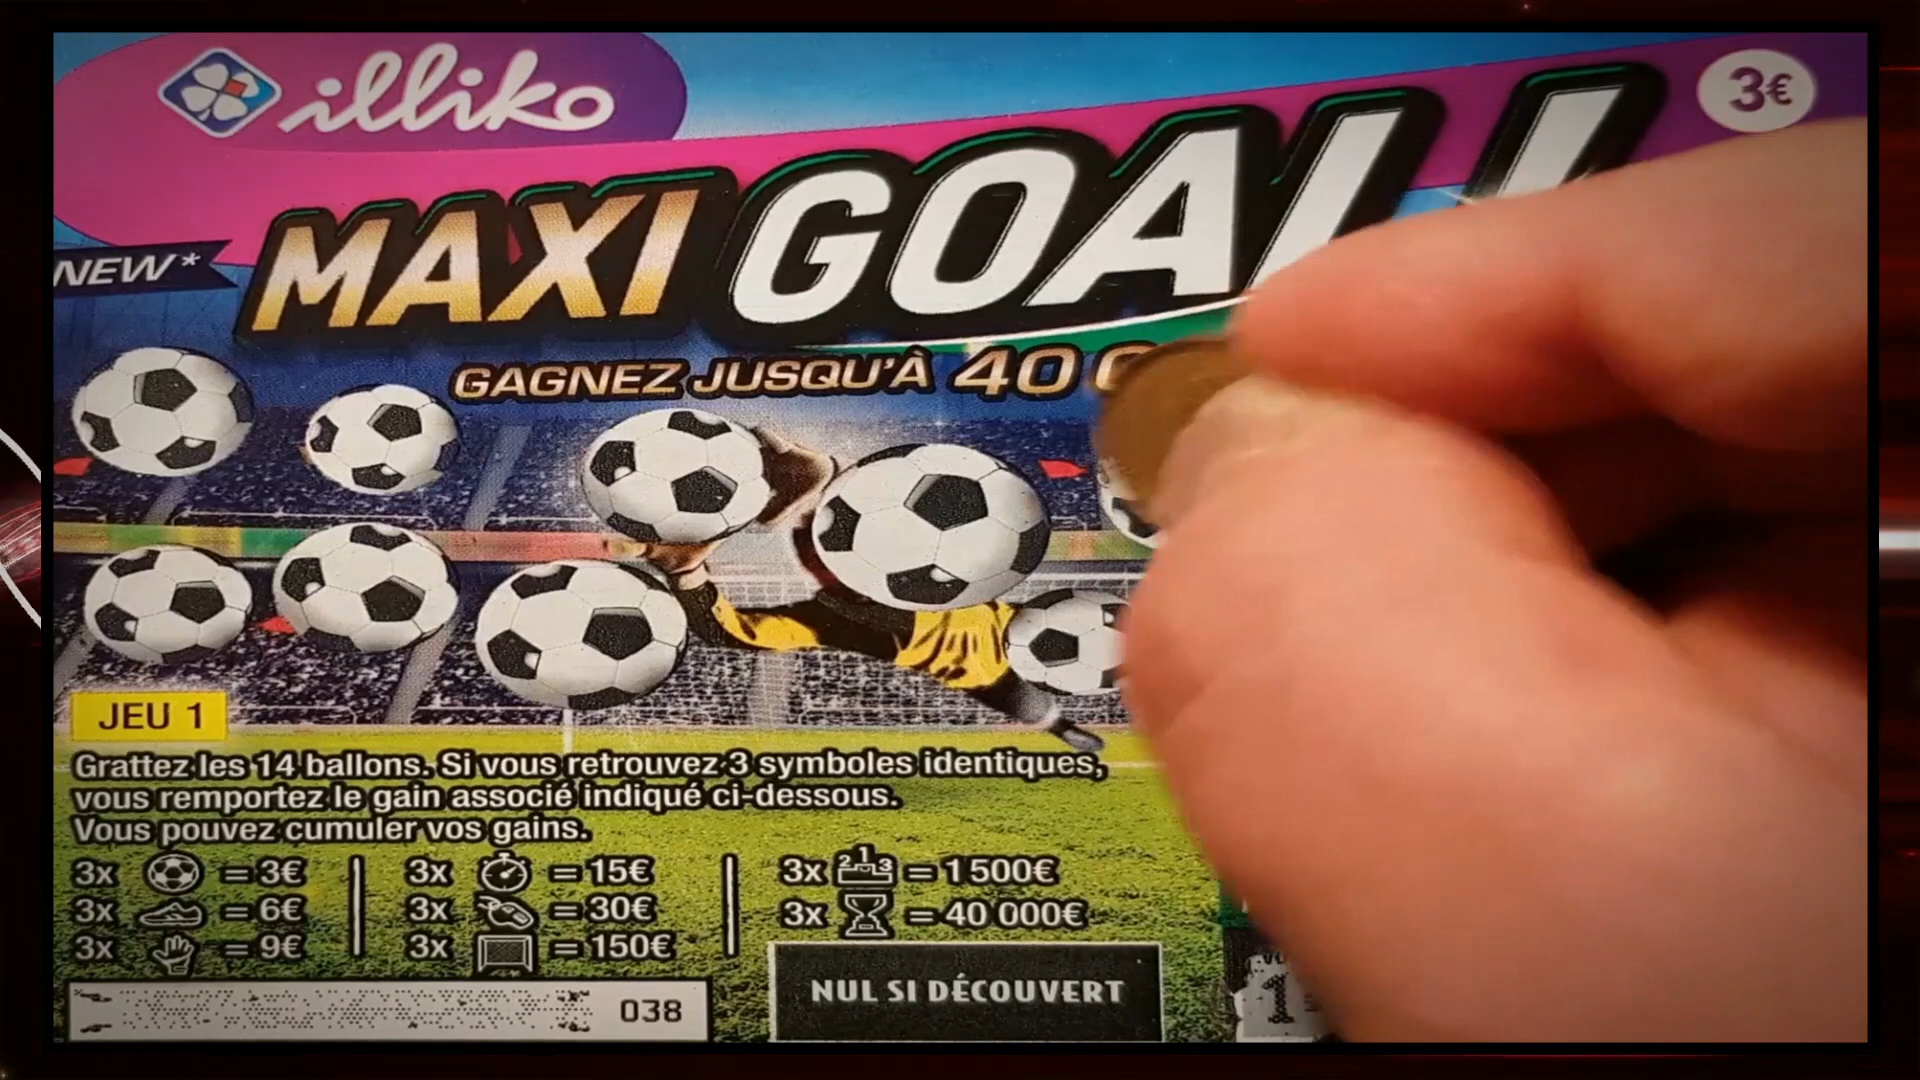 illiko
3€
MAXI GOAL!
NEW*
GAGNEZ JUSQU'À 40
JEU 1
Grattez les 14 ballons. Si vous retrouvez 3 symboles identiques,
vous remportez le gain associé indiqué ci-dessous.
Vous pouvez cumuler vos gains.
3x =3€ 3x =15€ 3x =1 500€
3x =6€ 3x =30€ 3x =40 000€
3x =9€ 3x =150€
NUL SI DÉCOUVERT
038